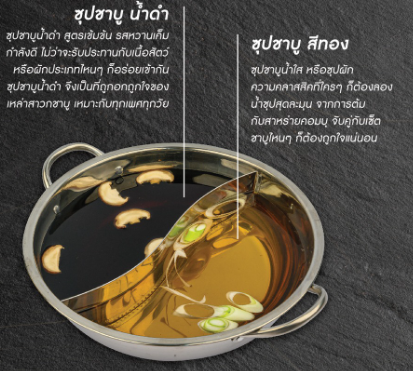 ซุปชาบู น้ำดำ
ซุปชาบูน้ำดำ สูตรเข้มข้น รสหวานเค็ม
กำลังดี ไม่ว่าจะรับประทานกับเนื้อสัตว์
หรือผักประเภทไหนๆ ก็อร่อยเข้ากัน
ซุปชาบูน้ำดำ จึงเป็นที่ถูกอกถูกใจของ
เหล่าสาวกชาบู เหมาะกับทุกเพศทุกวัย
ซุปชาบู สีทอง
ซุปชาบูน้ำใส หรือซุปผัก
ความคลาสสิคที่ใครๆ ก็ต้องลอง
น้ำซุปสุดละมุน จากการต้ม
กับสาหร่ายคอมบุ จับคู่กับเซ็ต
ชาบูไหนๆ ก็ต้องถูกใจแน่นอน